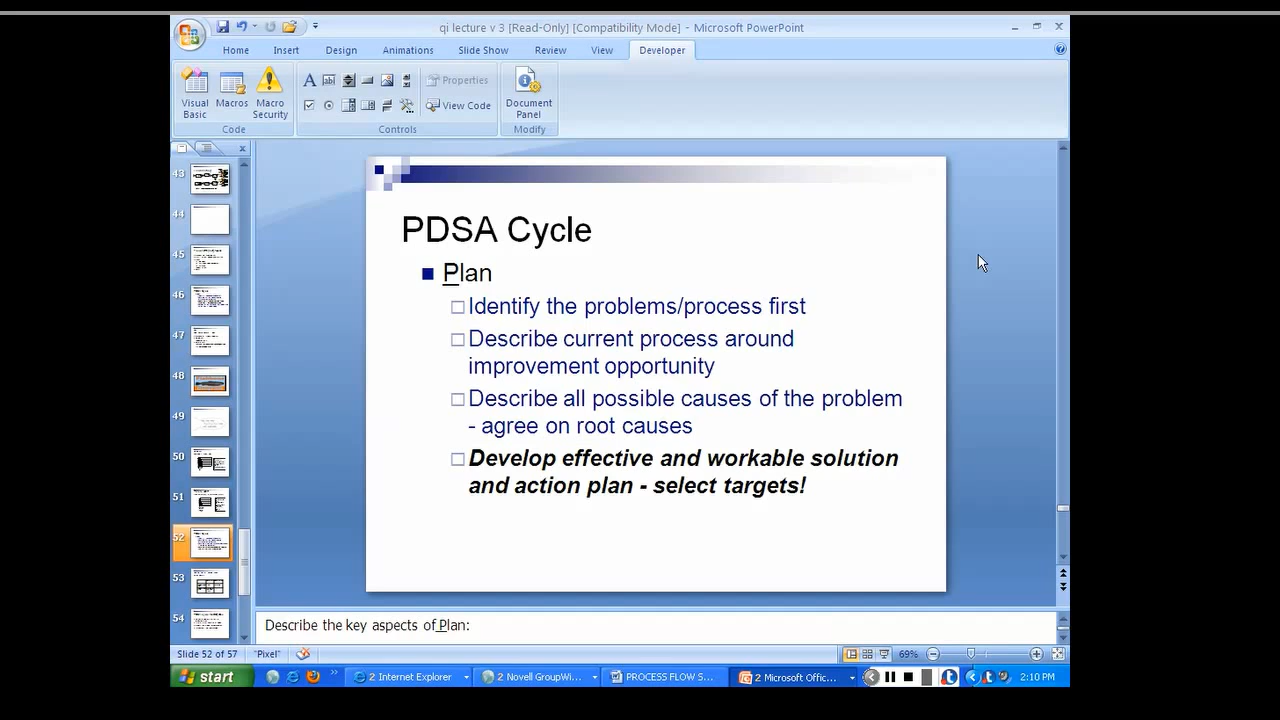 qi lecture v 3 [Read-Only] [Compatibility Mode] - Microsoft PowerPoint
Home Insert Design Animations Slide Show Review View Developer
Visual Basic
Macros
Macro Security
Properties
View Code
Document Panel
Code Controls Modify
43
44
45
46
47
48
49
50
51
52
53
54
PDSA Cycle
Plan
Identify the problems/process first
Describe current process around
improvement opportunity
Describe all possible causes of the problem
- agree on root causes
Develop effective and workable solution
and action plan - select targets!
Describe the key aspects of Plan:
Slide 52 of 57 "Pixel" 69%
start 2 Internet Explorer 2 Novell GroupWi... PROCESS FLOW S... 2 Microsoft Offic... 2:10 PM